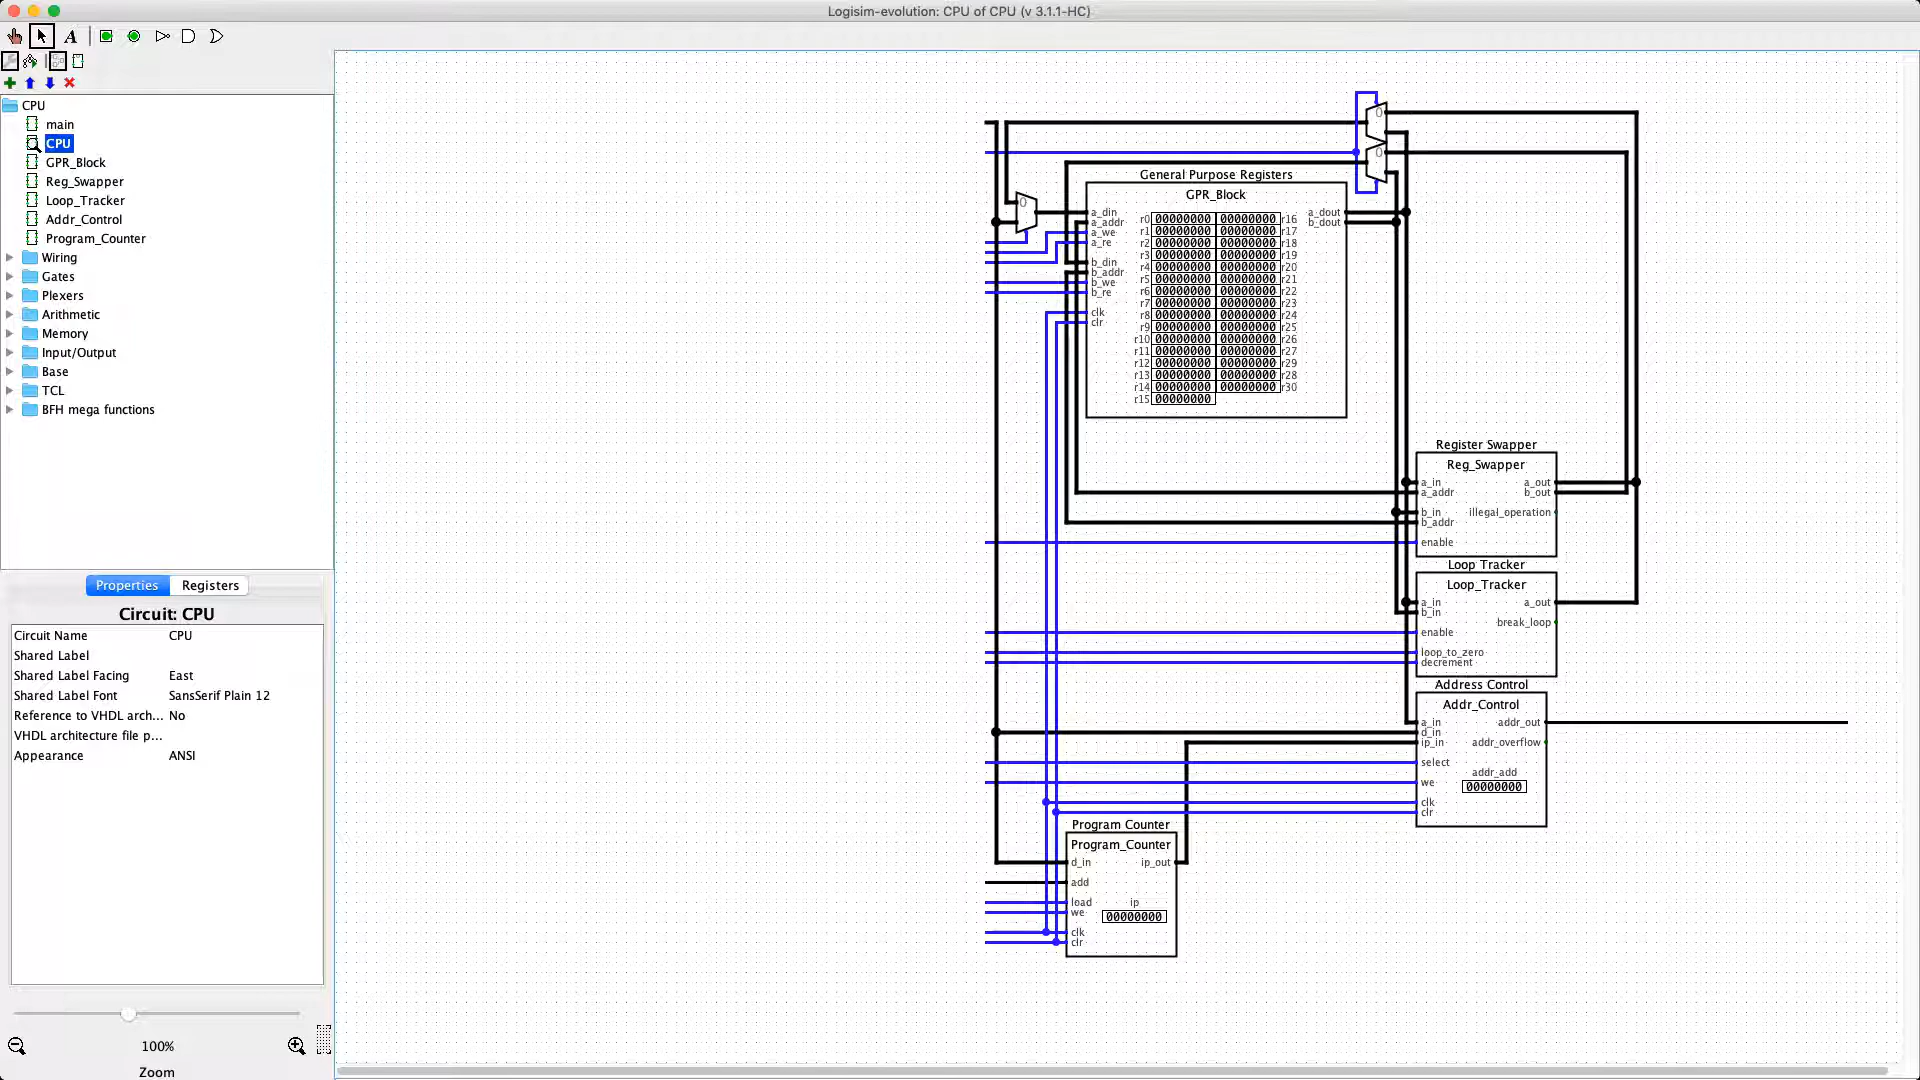 Logisim-evolution: CPU of CPU (v 3.1.1-HC)
A
CPU
main
CPU
GPR_Block
Reg_Swapper
Loop_Tracker
Addr_Control
Program_Counter
Wiring
Gates
Plexers
Arithmetic
Memory
Input/Output
Base
TCL
BFH mega functions
Properties Registers
Circuit: CPU
Circuit Name CPU
Shared Label
Shared Label Facing East
Shared Label Font SansSerif Plain 12
Reference to VHDL arch... No
VHDL architecture file p...
Appearance ANSI
100%
Zoom
0
0
0
General Purpose Registers
GPR_Block
a_din
a_addr
a_we
a_re
b_din
b_addr
b_we
b_re
clk
clr
a_dout
b_dout
r0 00000000 00000000 r16
r1 00000000 00000000 r17
r2 00000000 00000000 r18
r3 00000000 00000000 r19
r4 00000000 00000000 r20
r5 00000000 00000000 r21
r6 00000000 00000000 r22
r7 00000000 00000000 r23
r8 00000000 00000000 r24
r9 00000000 00000000 r25
r10 00000000 00000000 r26
r11 00000000 00000000 r27
r12 00000000 00000000 r29
r13 00000000 00000000 r28
r14 00000000 00000000 r30
r15 00000000
Register Swapper
Reg_Swapper
a_in a_out
a_addr b_out
b_in illegal_operation
b_addr
enable
Loop Tracker
Loop_Tracker
a_in a_out
b_in
break_loop
enable
loop_to_zero
decrement
Address Control
Addr_Control
a_in addr_out
d_in
ip_in addr_overflow
select
addr_add
we 00000000
clk
clr
Program Counter
Program_Counter
d_in ip_out
add
load ip
we 00000000
clk
clr